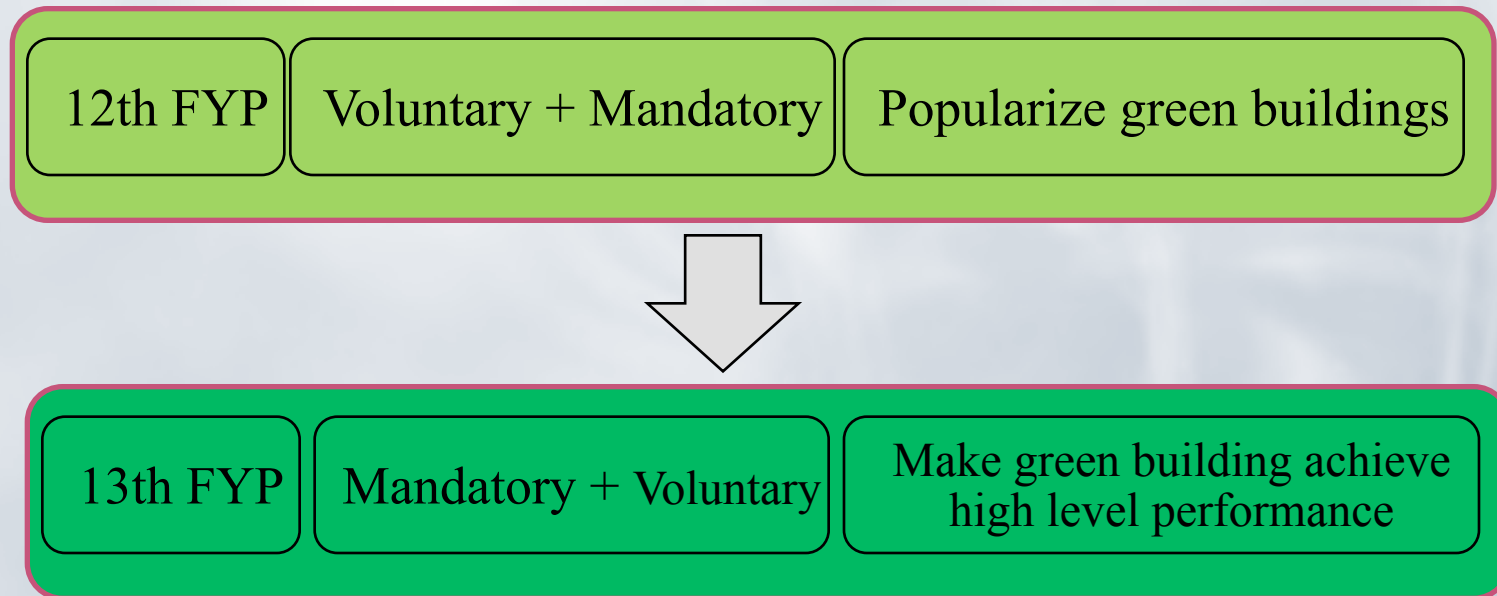 12th FYP Voluntary + Mandatory Popularize green buildings
13th FYP Mandatory + Voluntary Make green building achieve
high level performance